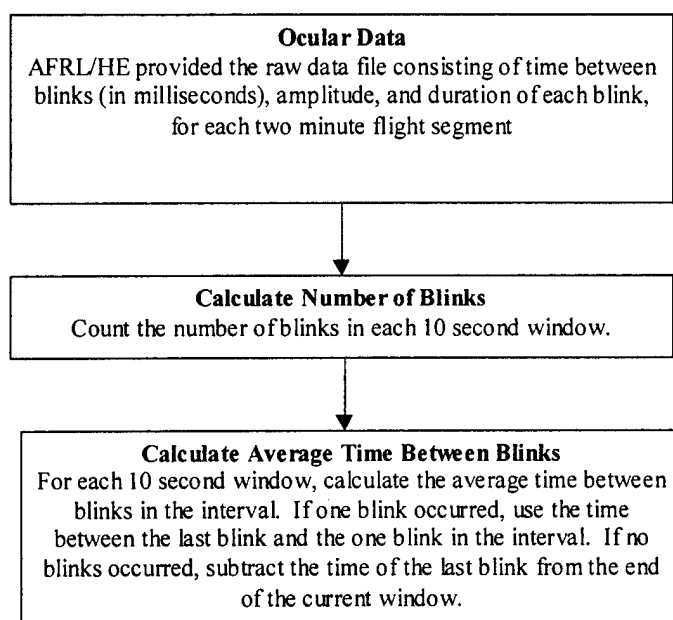 Ocular Data
AFRL/HE provided the raw data file consisting of time between
blinks (in milliseconds), amplitude, and duration of each blink,
for each two minute flight segment
Calculate Number of Blinks
Count the number of blinks in each 10 second window.
Calculate Average Time Between Blinks
For each 10 second window, calculate the average time between
blinks in the interval. If one blink occurred, use the time
between the last blink and the one blink in the interval. If no
blinks occurred, subtract the time of the last blink from the end
of the current window.